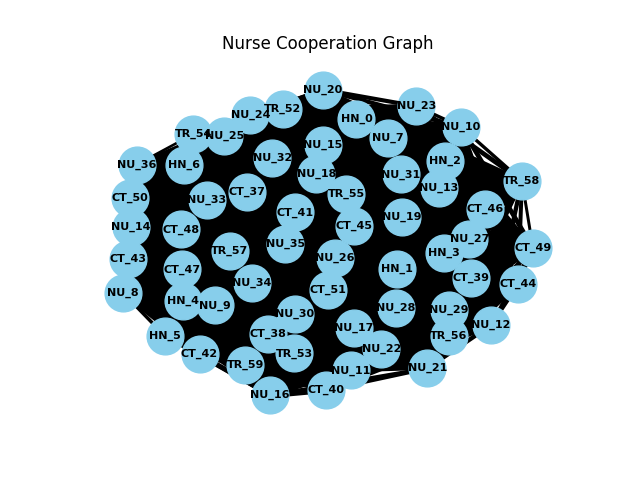 Nurse Cooperation Graph
NU_20
NU_23
TR_52
NU_24
HN_0
NU_10
TR_54
NU_25
NU_7
NU_15
NU_32
HN_2
NU_36
HN_6
NU_18
NU_31
TR_58
NU_13
CT_37
TR_55
CT_50
NU_33
CT_46
CT_41
NU_19
NU_14
CT_48
CT_45
NU_27
NU_35
CT_49
TR_57
HN_3
CT_43
NU_26
CT_47
HN_1
CT_39
NU_34
CT_44
CT_51
NU_8
HN_4
NU_9
NU_28
NU_29
NU_30
NU_12
NU_17
CT_38
HN_5
TR_56
NU_22
CT_42
TR_53
TR_59
NU_21
NU_11
CT_40
NU_16